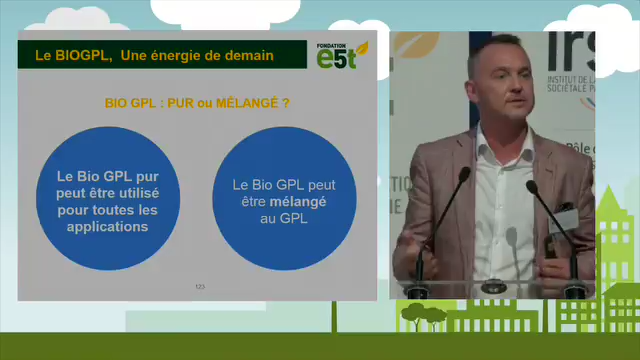 Le BIOGPL, Une énergie de demain
FONDATION
e5t
BIO GPL : PUR ou MÉLANGÉ ?
Le Bio GPL pur
peut être utilisé
pour toutes les
applications
Le Bio GPL peut
être mélangé
au GPL
123
INSTITUT DE LA
SOCIÉTALE